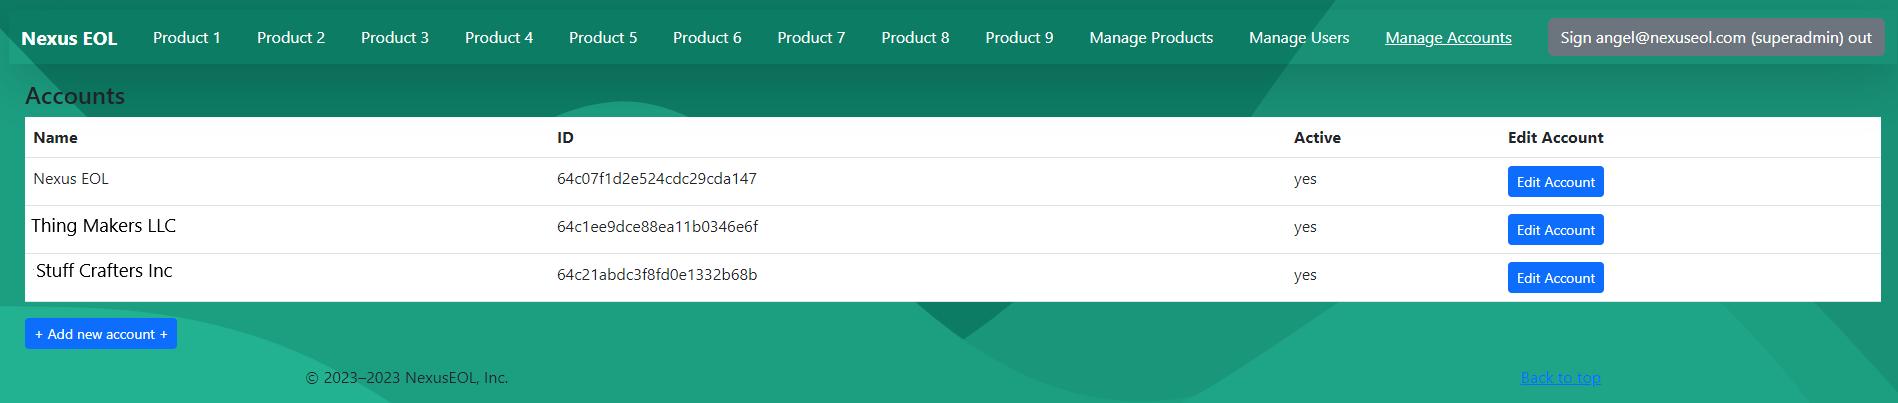 Nexus EOL Product 1 Product 2 Product 3 Product 4 Product 5 Product 6 Product 7 Product 8 Product 9 Manage Products Manage Users Manage Accounts Sign angel@nexuseol.com (superadmin) out
Accounts
Name ID Active Edit Account
Nexus EOL 64c07f1d2e524cdc29cda147 yes Edit Account
Thing Makers LLC 64c1ee9dce88ea11b0346e6f yes Edit Account
Stuff Crafters Inc 64c21abdc3f8fd0e1332b68b yes Edit Account
+ Add new account +
© 2023–2023 NexusEOL, Inc. Back to top